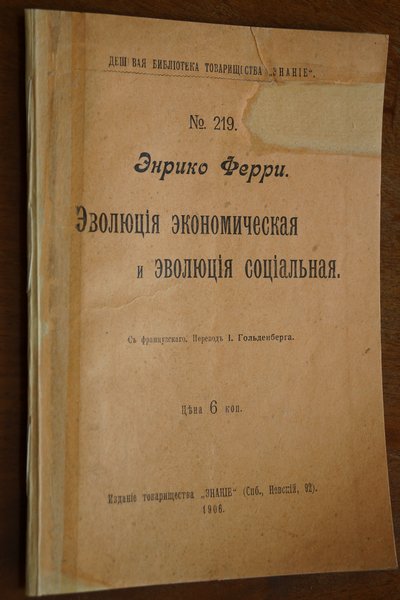 ДЕШЕВАЯ БИБЛІОТЕКА ТОВАРИЩЕСТВА „ЗНАНІЕ“.
№. 219.
Энрико Ферри.
Эволюція экономическая
и эволюція соціальная.
Съ французскаго. Переводъ І. Гольденберга.
Цѣна 6 коп.
Изданіе товарищества „ЗНАНІЕ“ (Спб., Невскій, 92).
1906.